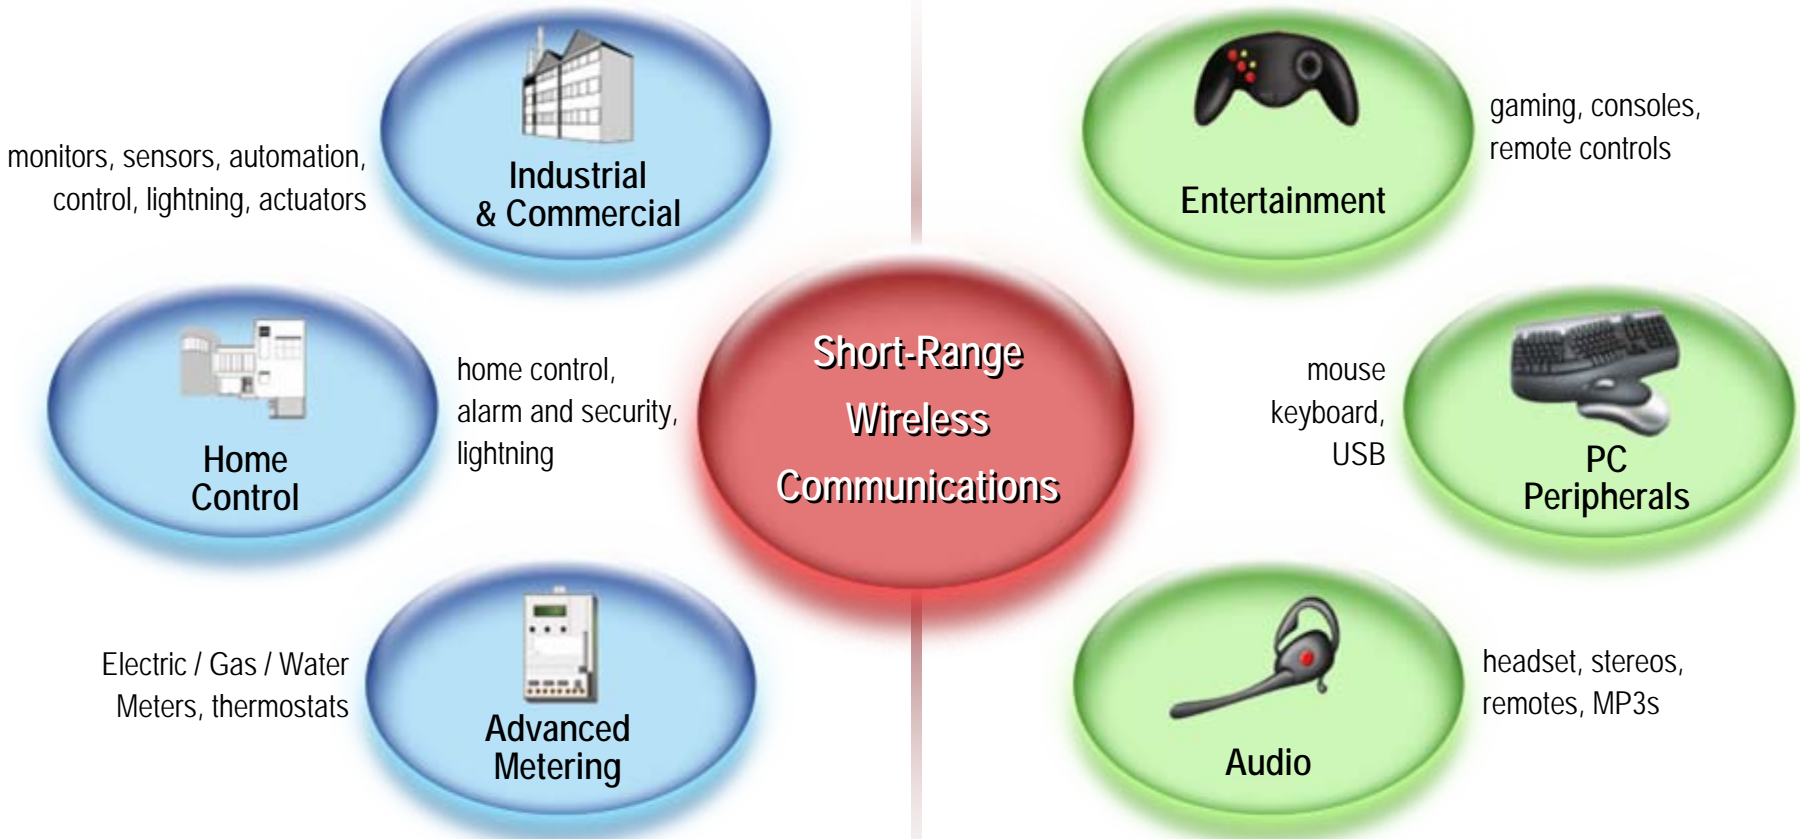 monitors, sensors, automation,
control, lightning, actuators
Industrial
& Commercial
home control,
alarm and security,
lightning
Home
Control
Electric / Gas / Water
Meters, thermostats
Advanced
Metering
Short-Range
Wireless
Communications
gaming, consoles,
remote controls
Entertainment
mouse
keyboard,
USB
PC
Peripherals
headset, stereos,
remotes, MP3s
Audio